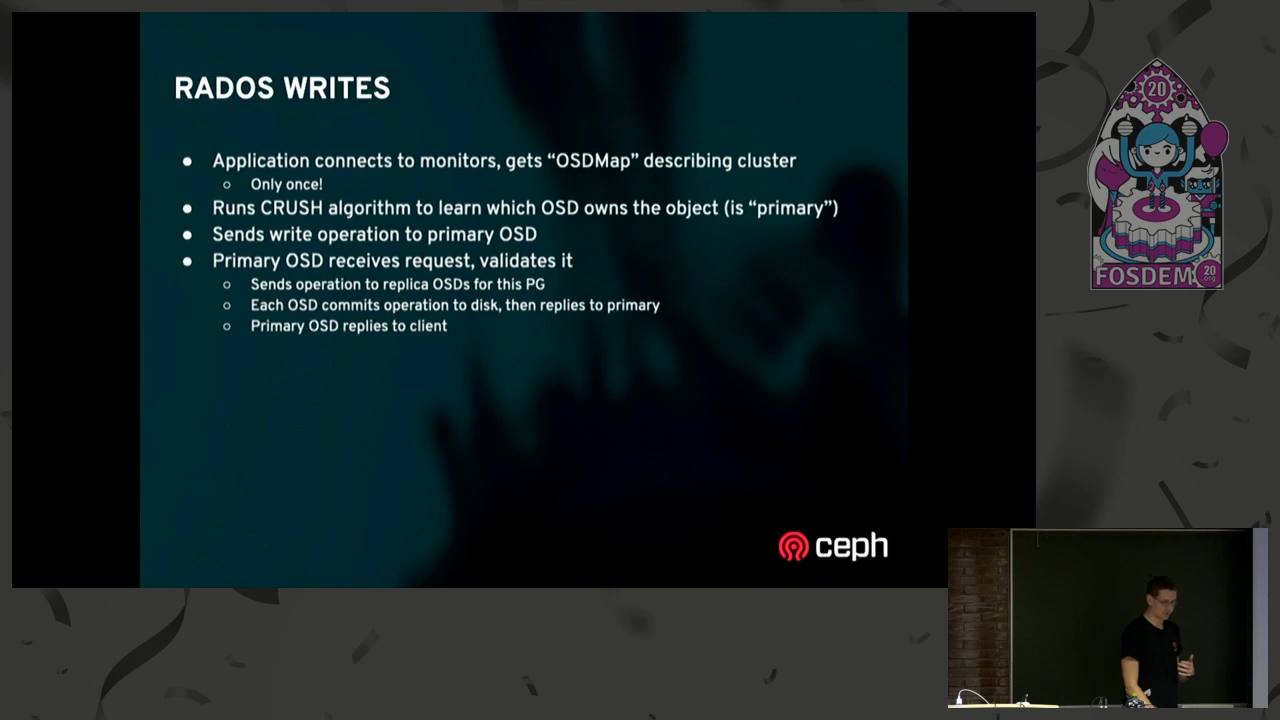 RADOS WRITES
● Application connects to monitors, gets “OSDMap” describing cluster
○ Only once!
● Runs CRUSH algorithm to learn which OSD owns the object (is “primary”)
● Sends write operation to primary OSD
● Primary OSD receives request, validates it
○ Sends operation to replica OSDs for this PG
○ Each OSD commits operation to disk, then replies to primary
○ Primary OSD replies to client
ceph
20
FOSDEM
20
.org